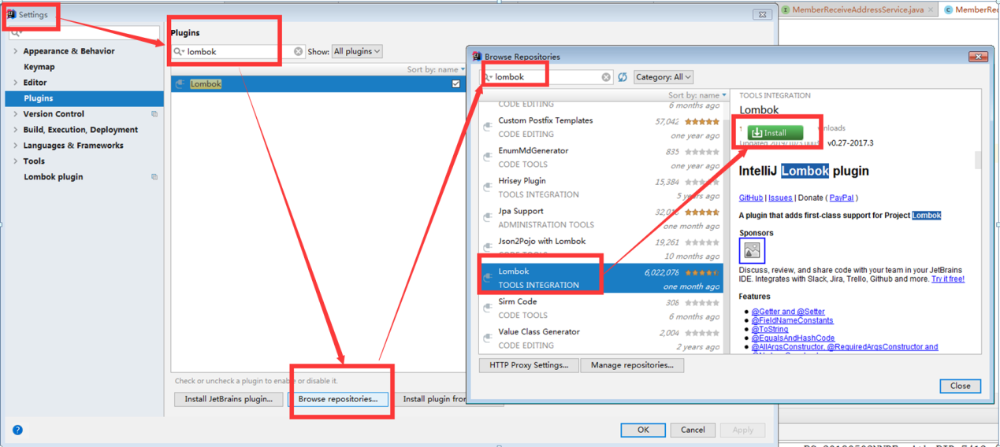 Settings
Appearance & Behavior
Keymap
Editor
Plugins
Version Control
Build, Execution, Deployment
Languages & Frameworks
Tools
Lombok plugin
Plugins
lombok
Show: All plugins
Sort by: name
Lombok
Check or uncheck a plugin to enable or disable it.
Install JetBrains plugin...
Browse repositories...
Install plugin from
OK
Cancel
Apply
MemberReceiveAddressService.java
MemberRec
Browse Repositories
lombok
Category: All
Sort by: name
CODE EDITING
6 months ago
Custom Postfix Templates
57,042
CODE EDITING
one year ago
EnumMdGenerator
835
CODE TOOLS
one year ago
Hrisey Plugin
15,384
TOOLS INTEGRATION
5 years ago
Jpa Support
ADMINISTRATION TOOLS
one month ago
Json2Pojo with Lombok
19,261
CODE TOOLS
10 months ago
Lombok
6,022,076
TOOLS INTEGRATION
one month ago
Sirm Code
308
CODE TOOLS
6 months ago
Value Class Generator
2,004
CODE EDITING
2 years ago
HTTP Proxy Settings...
Manage repositories...
TOOLS INTEGRATION
Lombok
Install
v0.27-2017.3
IntelliJ Lombok plugin
GitHub | Issues | Donate ( PayPal )
A plugin that adds first-class support for Project Lombok
Sponsors
Discuss, review, and share code with your team in your JetBrains
IDE. Integrates with Slack, Jira, Trello, Github and more. Try it free!
Features
@Getter and @Setter
@FieldNameConstants
@ToString
@EqualsAndHashCode
@AllArgsConstructor, @RequiredArgsConstructor and
Close